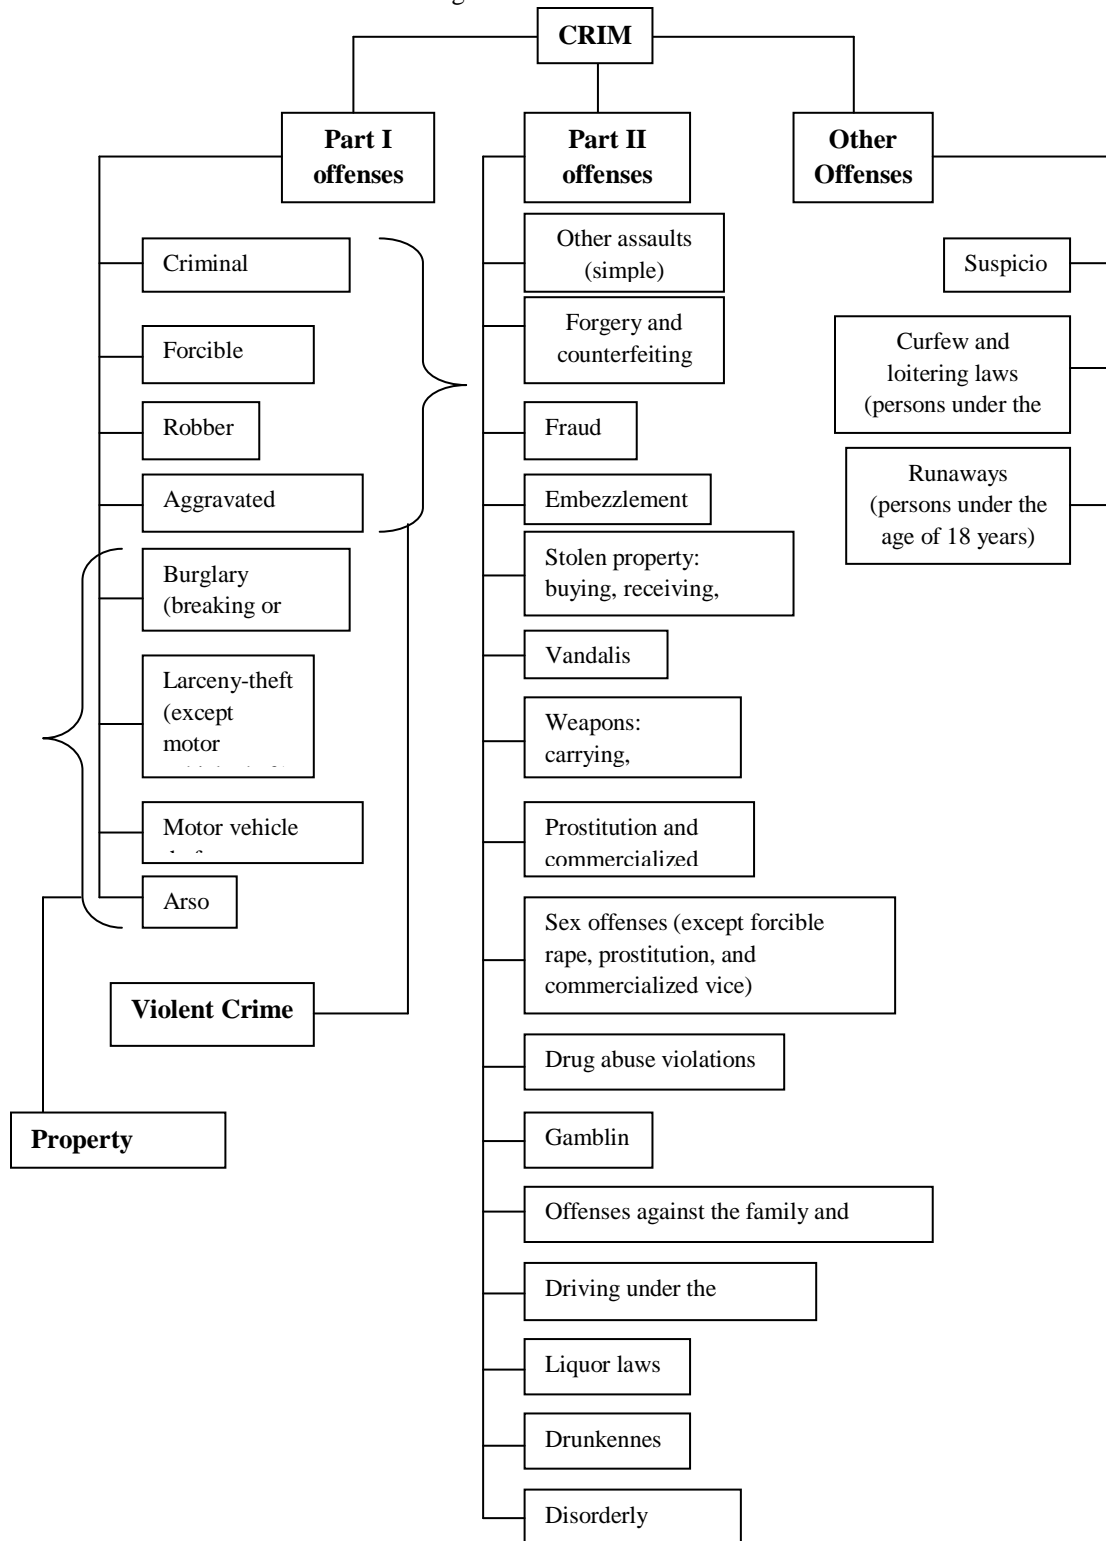 CRIM
Part I
offenses
Criminal
Forcible
Robber
Aggravated
Burglary
(breaking or
Larceny-theft
(except
motor
Motor vehicle
Arso
Violent Crime
Property
Part II
offenses
Other assaults
(simple)
Forgery and
counterfeiting
Fraud
Embezzlement
Stolen property:
buying, receiving,
Vandalis
Weapons:
carrying,
Prostitution and
commercialized
Sex offenses (except forcible
rape, prostitution, and
commercialized vice)
Drug abuse violations
Gamblin
Offenses against the family and
Driving under the
Liquor laws
Drunkennes
Disorderly
Other
Offenses
Suspicio
Curfew and
loitering laws
(persons under the
Runaways
(persons under the
age of 18 years)